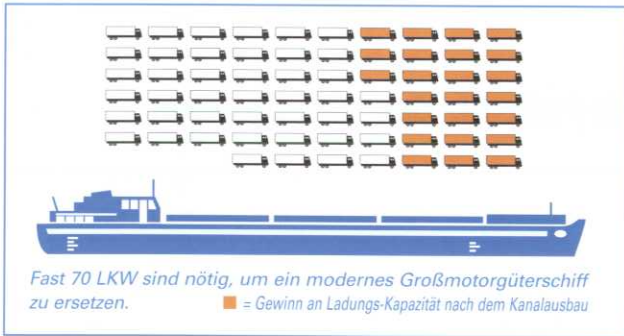 Fast 70 LKW sind nötig, um ein modernes Großmotorgüterschiff
zu ersetzen.
= Gewinn an Ladungs-Kapazität nach dem Kanalausbau